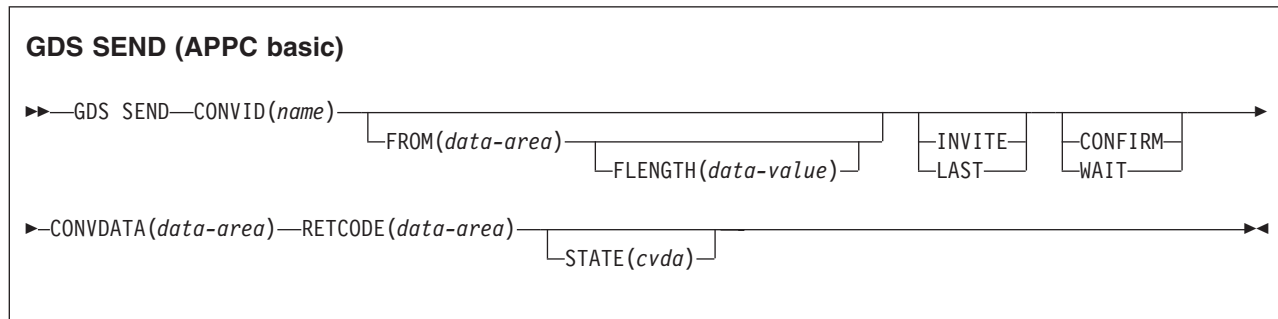 GDS SEND (APPC basic)
GDS SEND CONVID(name)
FROM(data-area) INVITE CONFIRM
FLENGTH(data-value) LAST WAIT
CONVDATA(data-area) RETCODE(data-area)
STATE(cvda)